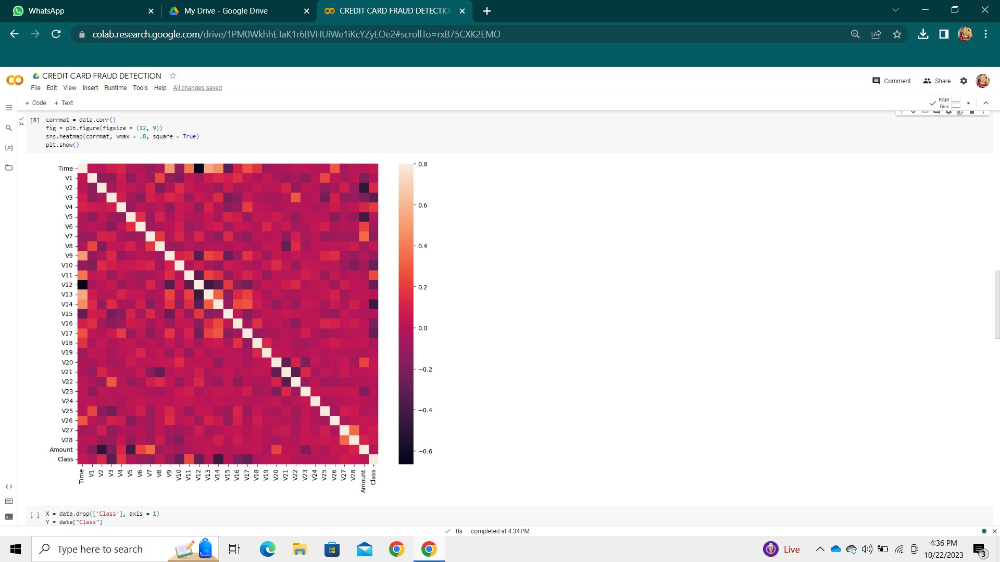 WhatsApp
My Drive - Google Drive
CREDIT CARD FRAUD DETECTIO
colab.research.google.com/drive/1PM0WkhhETaK1r6BVHUiWe1iKcYZyEOe2#scrollTo=rxB75CXK2EMO
CREDIT CARD FRAUD DETECTION
File Edit View Insert Runtime Tools Help All changes saved
Comment
Share
+ Code + Text
RAM
Disk
2s
[8] corrmat = data.corr()
fig = plt.figure(figsize = (12, 9))
sns.heatmap(corrmat, vmax = .8, square = True)
plt.show()
{x}
Time
V1
V2
V3
V4
V5
V6
V7
V8
V9
V10
V11
V12
V13
V14
V15
V16
V17
V18
V19
V20
V21
V22
V23
V24
V25
V26
V27
V28
Amount
Class
Time V1 V2 V3 V4 V5 V6 V7 V8 V9 V10 V11 V12 V13 V14 V15 V16 V17 V18 V19 V20 V21 V22 V23 V24 V25 V26 V27 V28 Amount Class
0.8
0.6
0.4
0.2
0.0
−0.2
−0.4
−0.6
[ ] X = data.drop(['Class'], axis = 1)
Y = data["Class"]
0s completed at 4:34 PM
Type here to search
Live
4:36 PM
10/22/2023
3